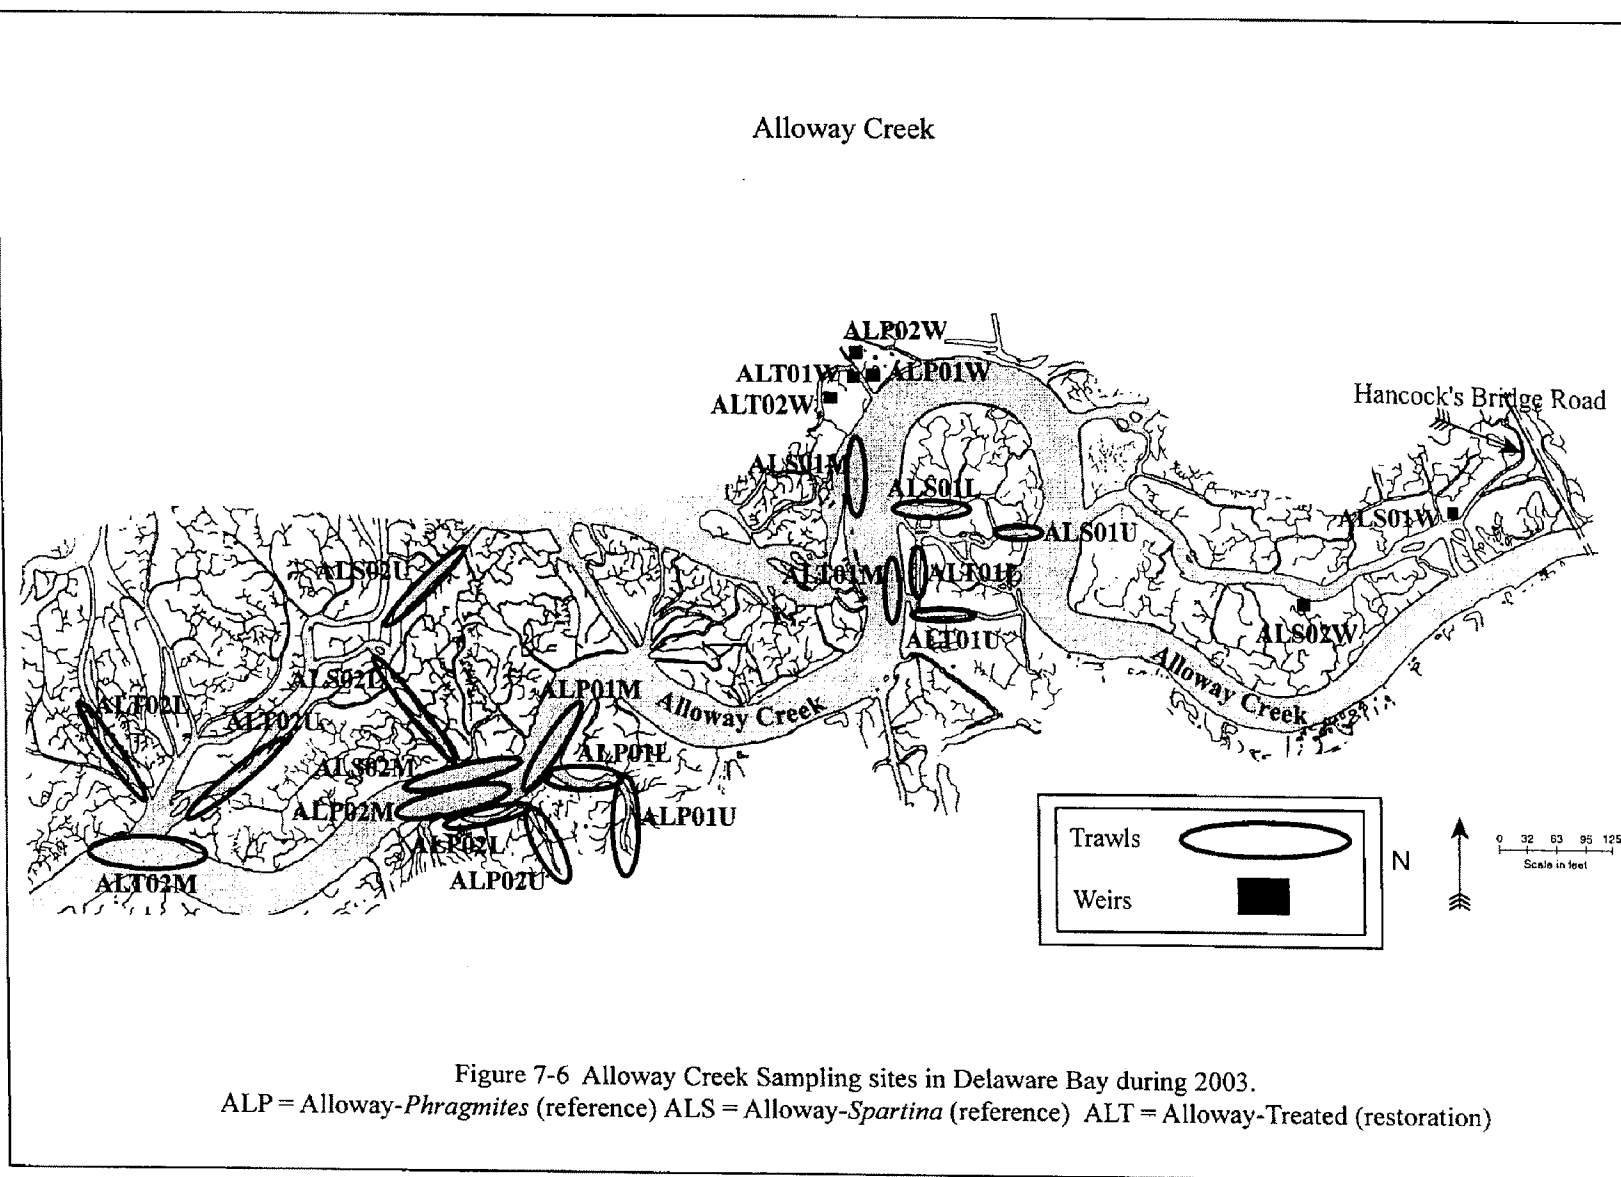 Alloway Creek
ALP02W
ALT01W
ALP01W
ALT02W
Hancock's Bridge Road
ALS01M
ALS01L
ALS01W
ALS01U
ALS02U
ALT01M
ALT01L
ALT01U
ALS02W
ALS02L
ALP01M
Alloway Creek
Alloway Creek
ALT02L
ALT02U
ALP01L
ALS02M
ALP02M
ALP01U
ALP02L
ALP02U
ALT02M
Trawls
Weirs
N
0 32 63 95 125
Scale in feet
Figure 7-6 Alloway Creek Sampling sites in Delaware Bay during 2003.
ALP = Alloway-Phragmites (reference) ALS = Alloway-Spartina (reference) ALT = Alloway-Treated (restoration)